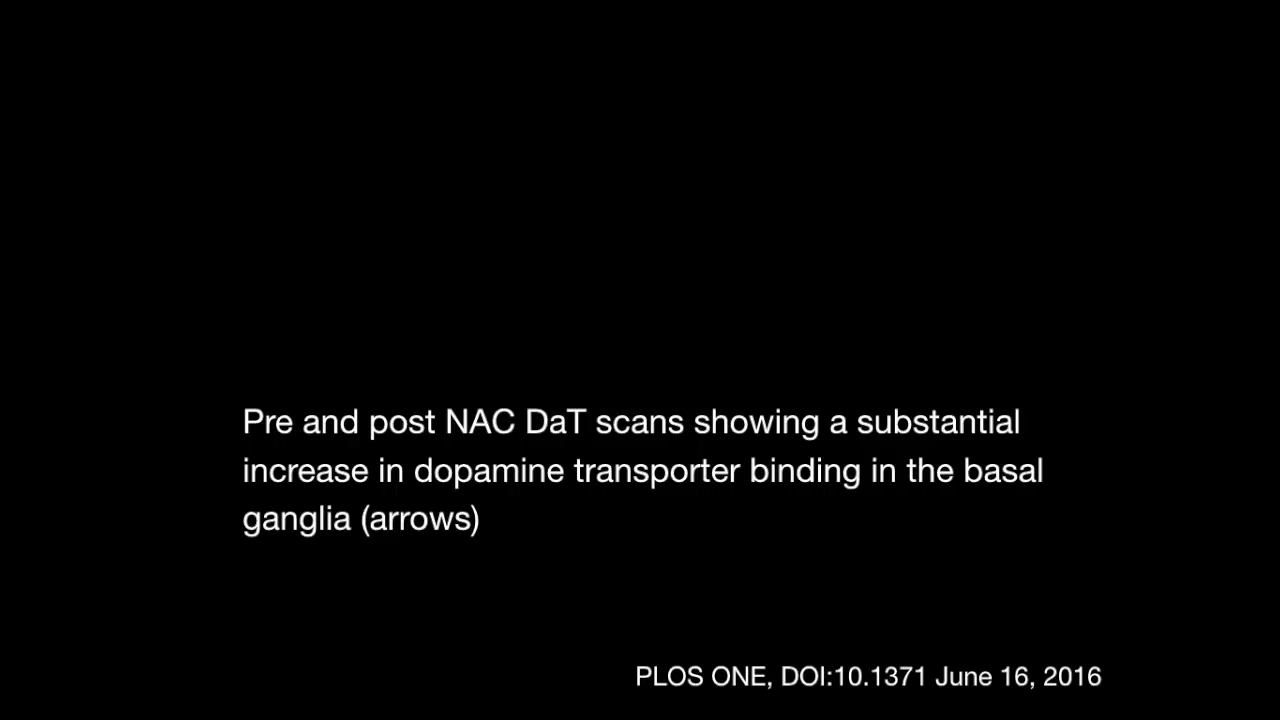 Pre and post NAC DaT scans showing a substantial
increase in dopamine transporter binding in the basal
ganglia (arrows)
PLOS ONE, DOI:10.1371 June 16, 2016